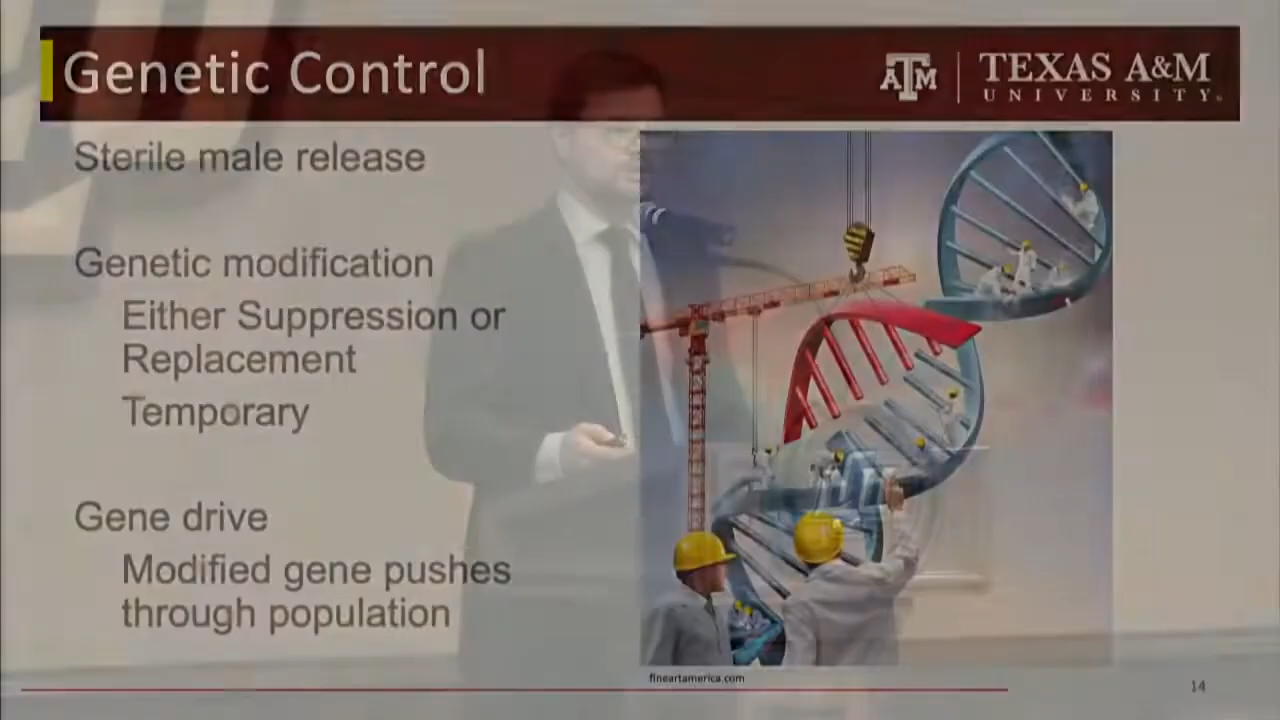 Genetic Control
ATM
TEXAS A&M
UNIVERSITY®
Sterile male release
Genetic modification
Either Suppression or
Replacement
Temporary
Gene drive
Modified gene pushes
through population
fineartamerica.com
14